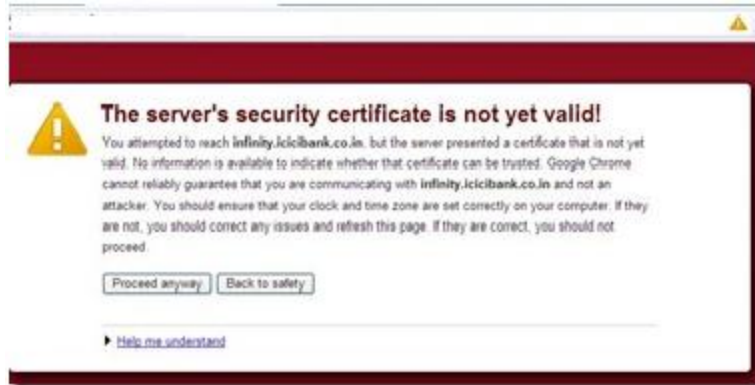 The server's security certificate is not yet valid!
You attempted to reach infinity.icicibank.co.in, but the server presented a certificate that is not yet
valid. No information is available to indicate whether that certificate can be trusted. Google Chrome
cannot reliably guarantee that you are communicating with infinity.icicibank.co.in and not an
attacker. You should ensure that your clock and time zone are set correctly on your computer. If they
are not, you should correct any issues and refresh this page. If they are correct, you should not
proceed.
Proceed anyway Back to safety
Help me understand